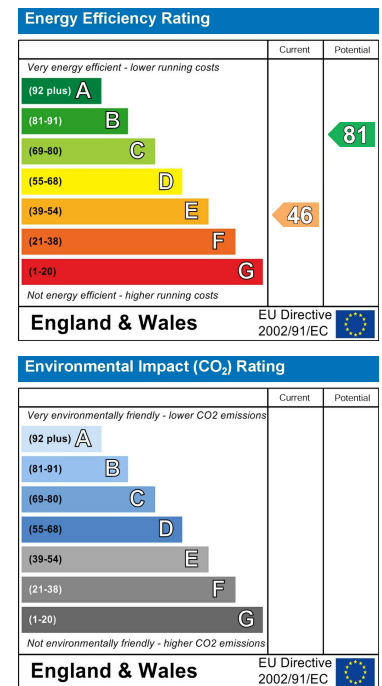 Energy Efficiency Rating
Current Potential
Very energy efficient - lower running costs
(92 plus) A
(81-91) B
81
(69-80) C
(55-68) D
(39-54) E
46
(21-38) F
(1-20) G
Not energy efficient - higher running costs
England & Wales
EU Directive
2002/91/EC
Environmental Impact (CO₂) Rating
Current Potential
Very environmentally friendly - lower CO2 emissions
(92 plus) A
(81-91) B
(69-80) C
(55-68) D
(39-54) E
(21-38) F
(1-20) G
Not environmentally friendly - higher CO2 emissions
England & Wales
EU Directive
2002/91/EC